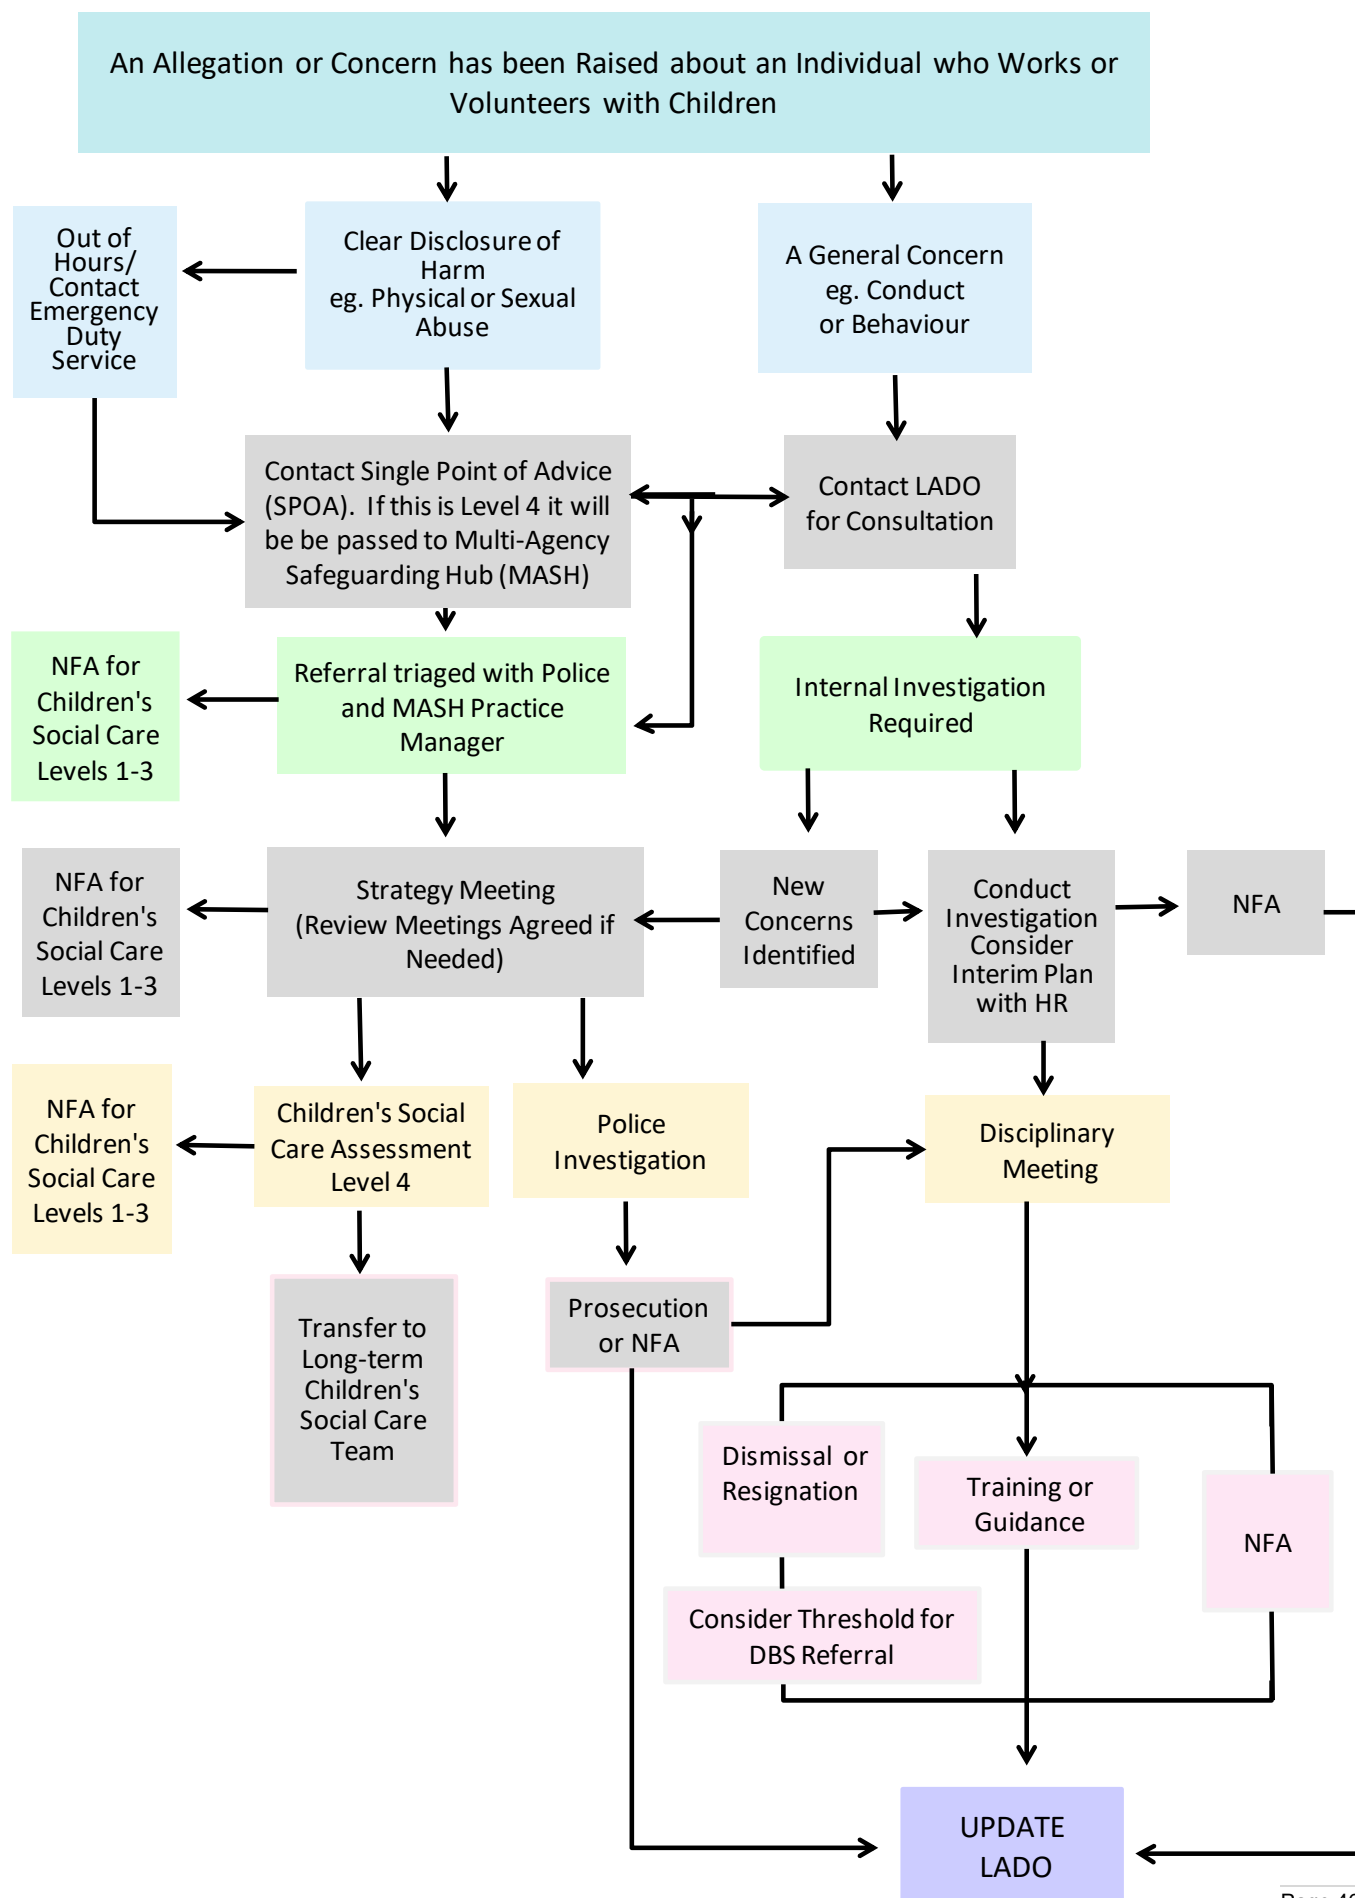 An Allegation or Concern has been Raised about an Individual who Works or
Volunteers with Children
Out of
Hours/
Contact
Emergency
Duty
Service
Clear Disclosure of
Harm
eg. Physical or Sexual
Abuse
A General Concern
eg. Conduct
or Behaviour
Contact Single Point of Advice
(SPOA). If this is Level 4 it will
be be passed to Multi-Agency
Safeguarding Hub (MASH)
Contact LADO
for Consultation
NFA for
Children's
Social Care
Levels 1-3
Referral triaged with Police
and MASH Practice
Manager
Internal Investigation
Required
NFA for
Children's
Social Care
Levels 1-3
Strategy Meeting
(Review Meetings Agreed if
Needed)
New
Concerns
Identified
Conduct
Investigation
Consider
Interim Plan
with HR
NFA
NFA for
Children's
Social Care
Levels 1-3
Children's Social
Care Assessment
Level 4
Police
Investigation
Disciplinary
Meeting
Transfer to
Long-term
Children's
Social Care
Team
Prosecution
or NFA
Dismissal or
Resignation
Training or
Guidance
NFA
Consider Threshold for
DBS Referral
UPDATE
LADO